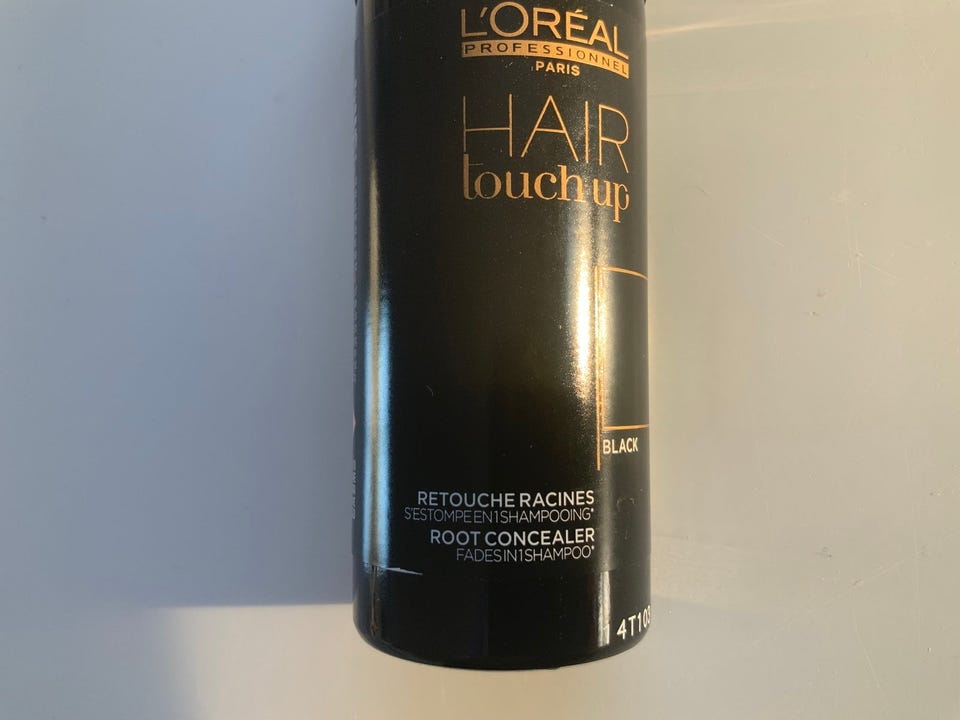 L'ORÉAL
PROFESSIONNEL
PARIS
HAIR
touch up
BLACK
RETOUCHE RACINES
S'ESTOMPE EN 1 SHAMPOOING*
ROOT CONCEALER
FADES IN 1 SHAMPOO*
4T103